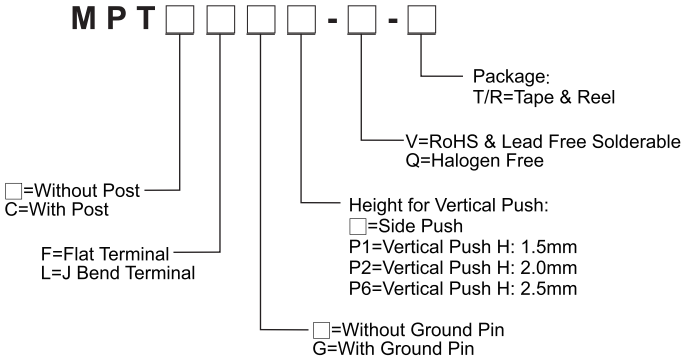 MPT□□□□-□-□
Package:
T/R=Tape & Reel
V=RoHS & Lead Free Solderable
Q=Halogen Free
□=Without Post
C=With Post
Height for Vertical Push:
□=Side Push
P1=Vertical Push H: 1.5mm
P2=Vertical Push H: 2.0mm
P6=Vertical Push H: 2.5mm
F=Flat Terminal
L=J Bend Terminal
□=Without Ground Pin
G=With Ground Pin